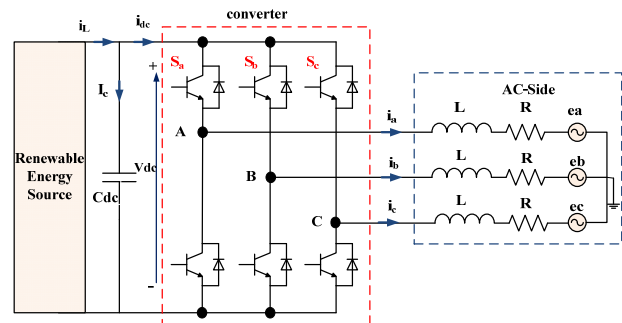 converter
iL
idc
Sa
Sb
Sc
+
Ic
AC-Side
ia
L
R
ea
A
Renewable
Energy
Source
Vdc
Cdc
ib
L
R
eb
B
ic
L
R
ec
C
-